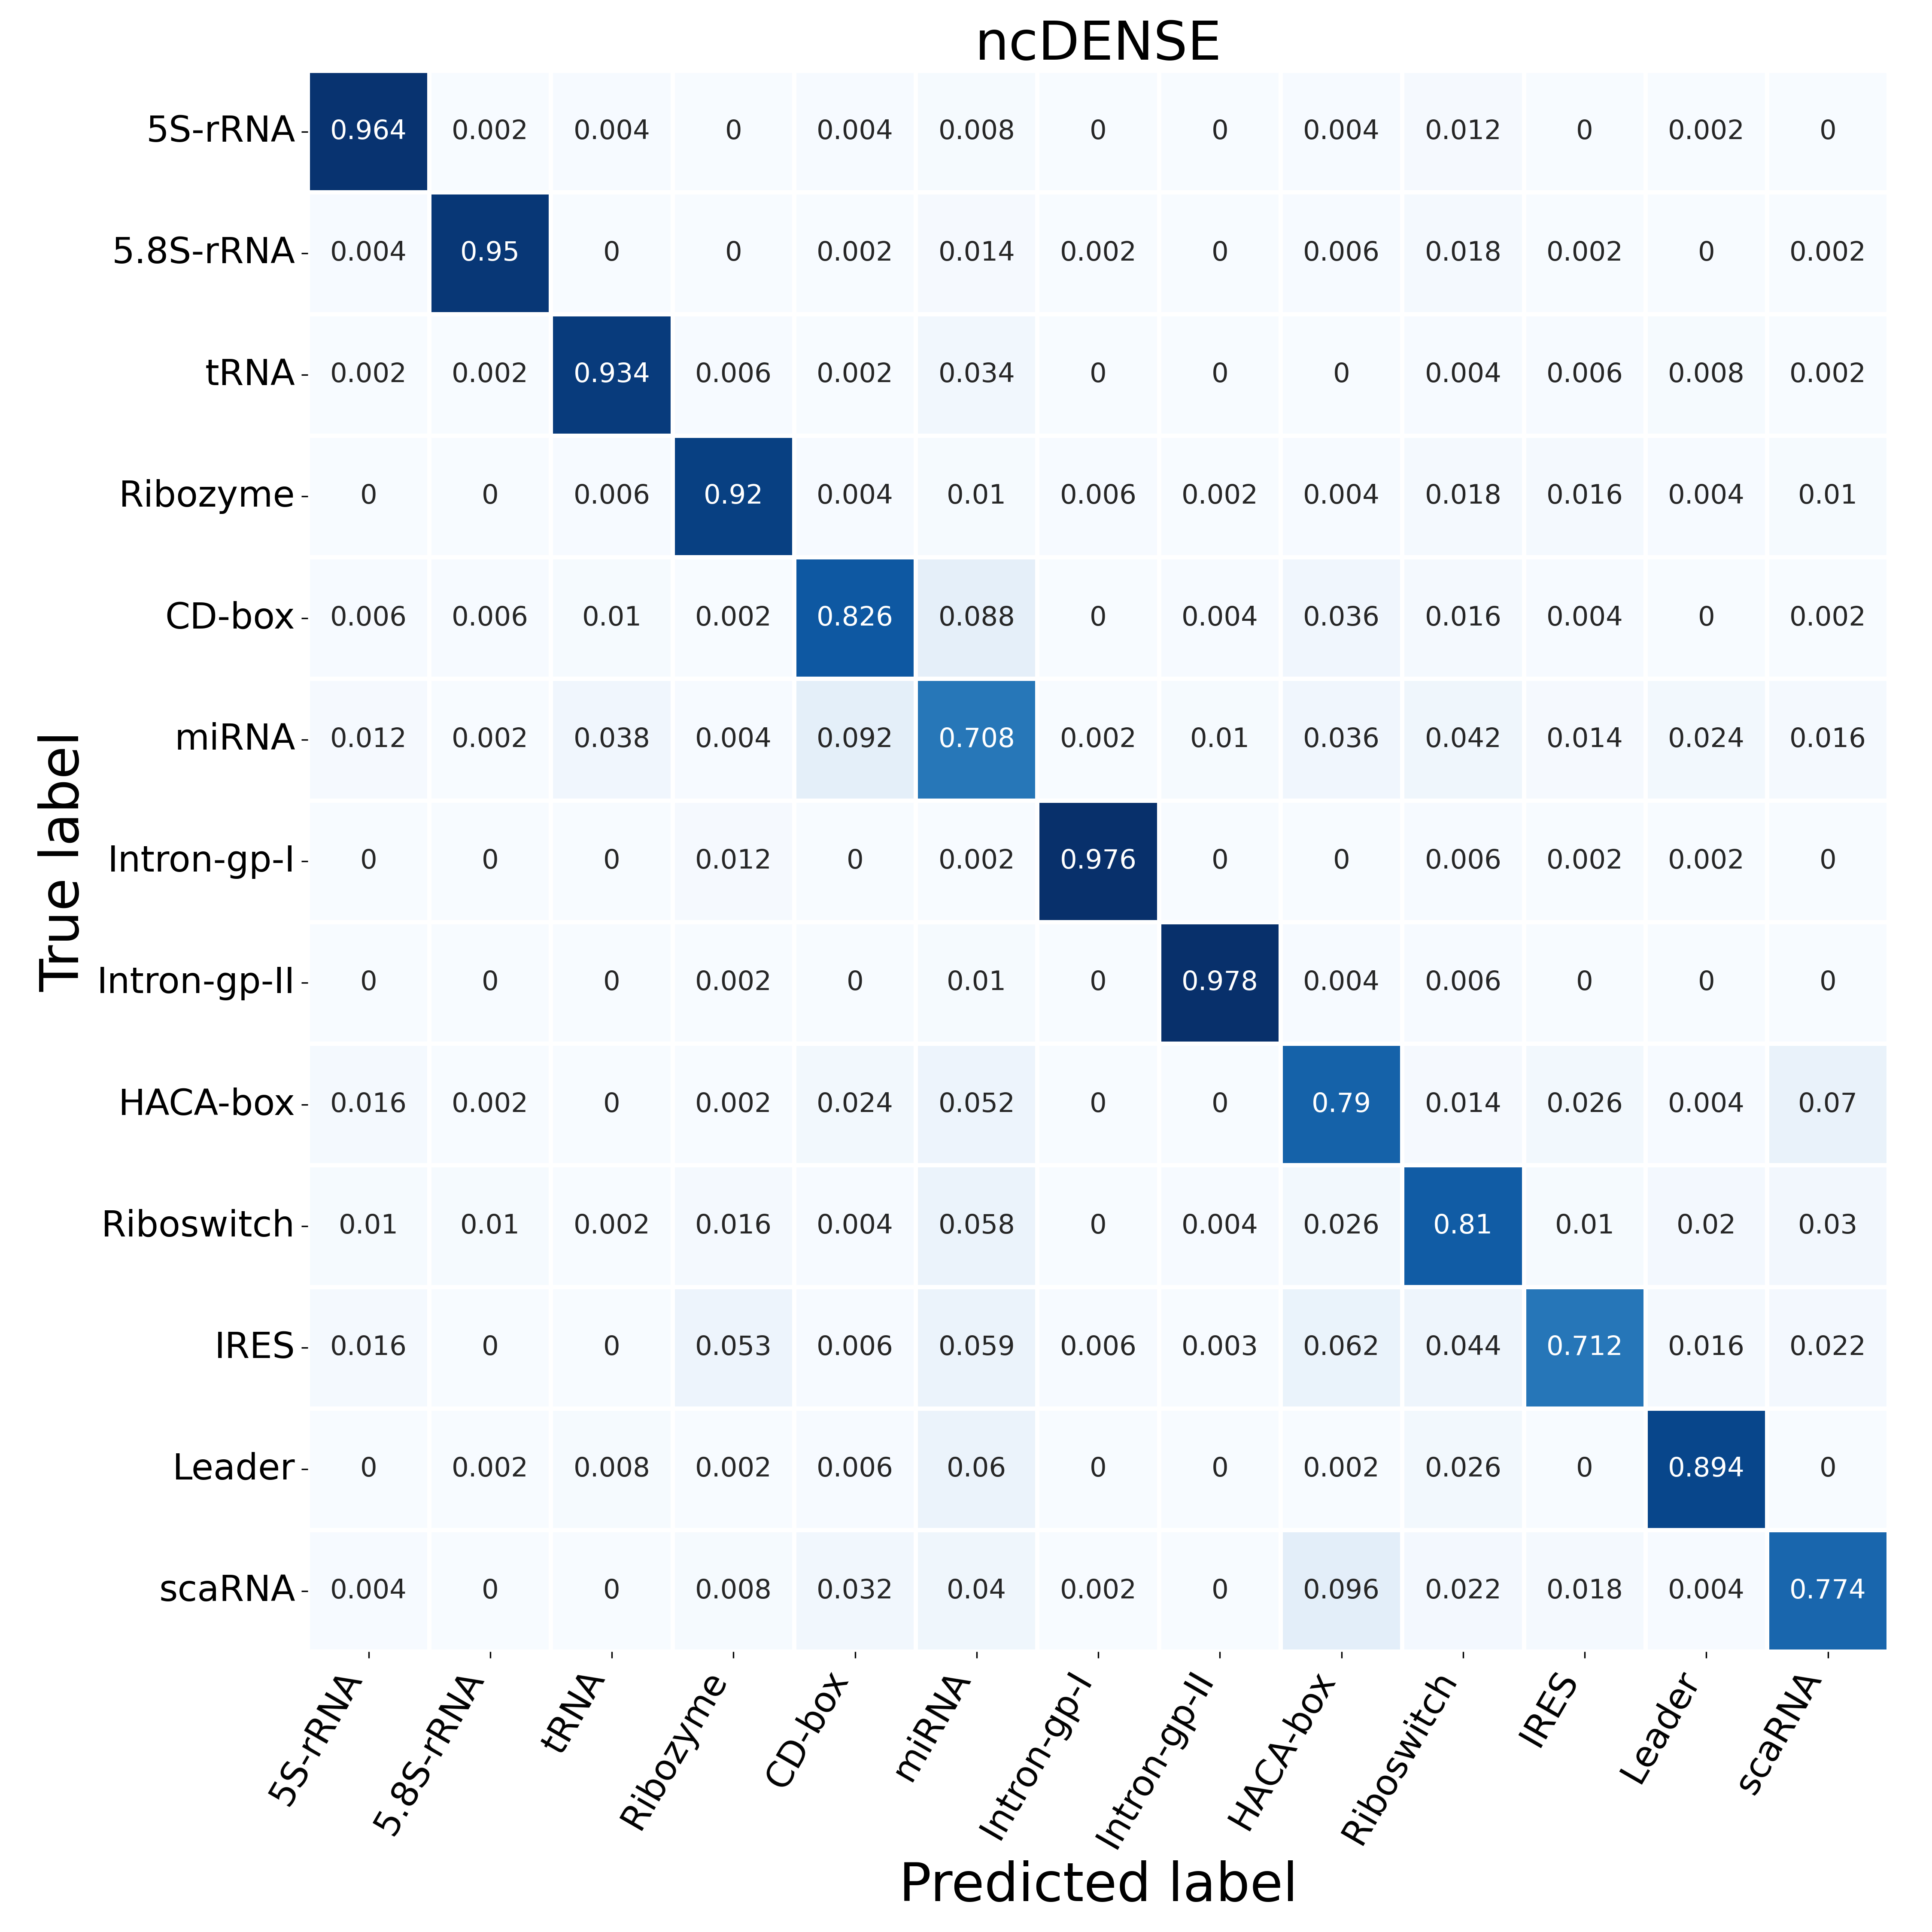 ncDENSE
5S-rRNA 0.964 0.002 0.004 0 0.004 0.008 0 0 0.004 0.012 0 0.002 0
5.8S-rRNA 0.004 0.95 0 0 0.002 0.014 0.002 0 0.006 0.018 0.002 0 0.002
tRNA 0.002 0.002 0.934 0.006 0.002 0.034 0 0 0 0.004 0.006 0.008 0.002
Ribozyme 0 0 0.006 0.92 0.004 0.01 0.006 0.002 0.004 0.018 0.016 0.004 0.01
CD-box 0.006 0.006 0.01 0.002 0.826 0.088 0 0.004 0.036 0.016 0.004 0 0.002
miRNA 0.012 0.002 0.038 0.004 0.092 0.708 0.002 0.01 0.036 0.042 0.014 0.024 0.016
Intron-gp-I 0 0 0 0.012 0 0.002 0.976 0 0 0.006 0.002 0.002 0
Intron-gp-II 0 0 0 0.002 0 0.01 0 0.978 0.004 0.006 0 0 0
HACA-box 0.016 0.002 0 0.002 0.024 0.052 0 0 0.79 0.014 0.026 0.004 0.07
Riboswitch 0.01 0.01 0.002 0.016 0.004 0.058 0 0.004 0.026 0.81 0.01 0.02 0.03
IRES 0.016 0 0 0.053 0.006 0.059 0.006 0.003 0.062 0.044 0.712 0.016 0.022
Leader 0 0.002 0.008 0.002 0.006 0.06 0 0 0.002 0.026 0 0.894 0
scaRNA 0.004 0 0 0.008 0.032 0.04 0.002 0 0.096 0.022 0.018 0.004 0.774
True label
5S-rRNA 5.8S-rRNA tRNA Ribozyme CD-box miRNA Intron-gp-I Intron-gp-II HACA-box Riboswitch IRES Leader scaRNA
Predicted label